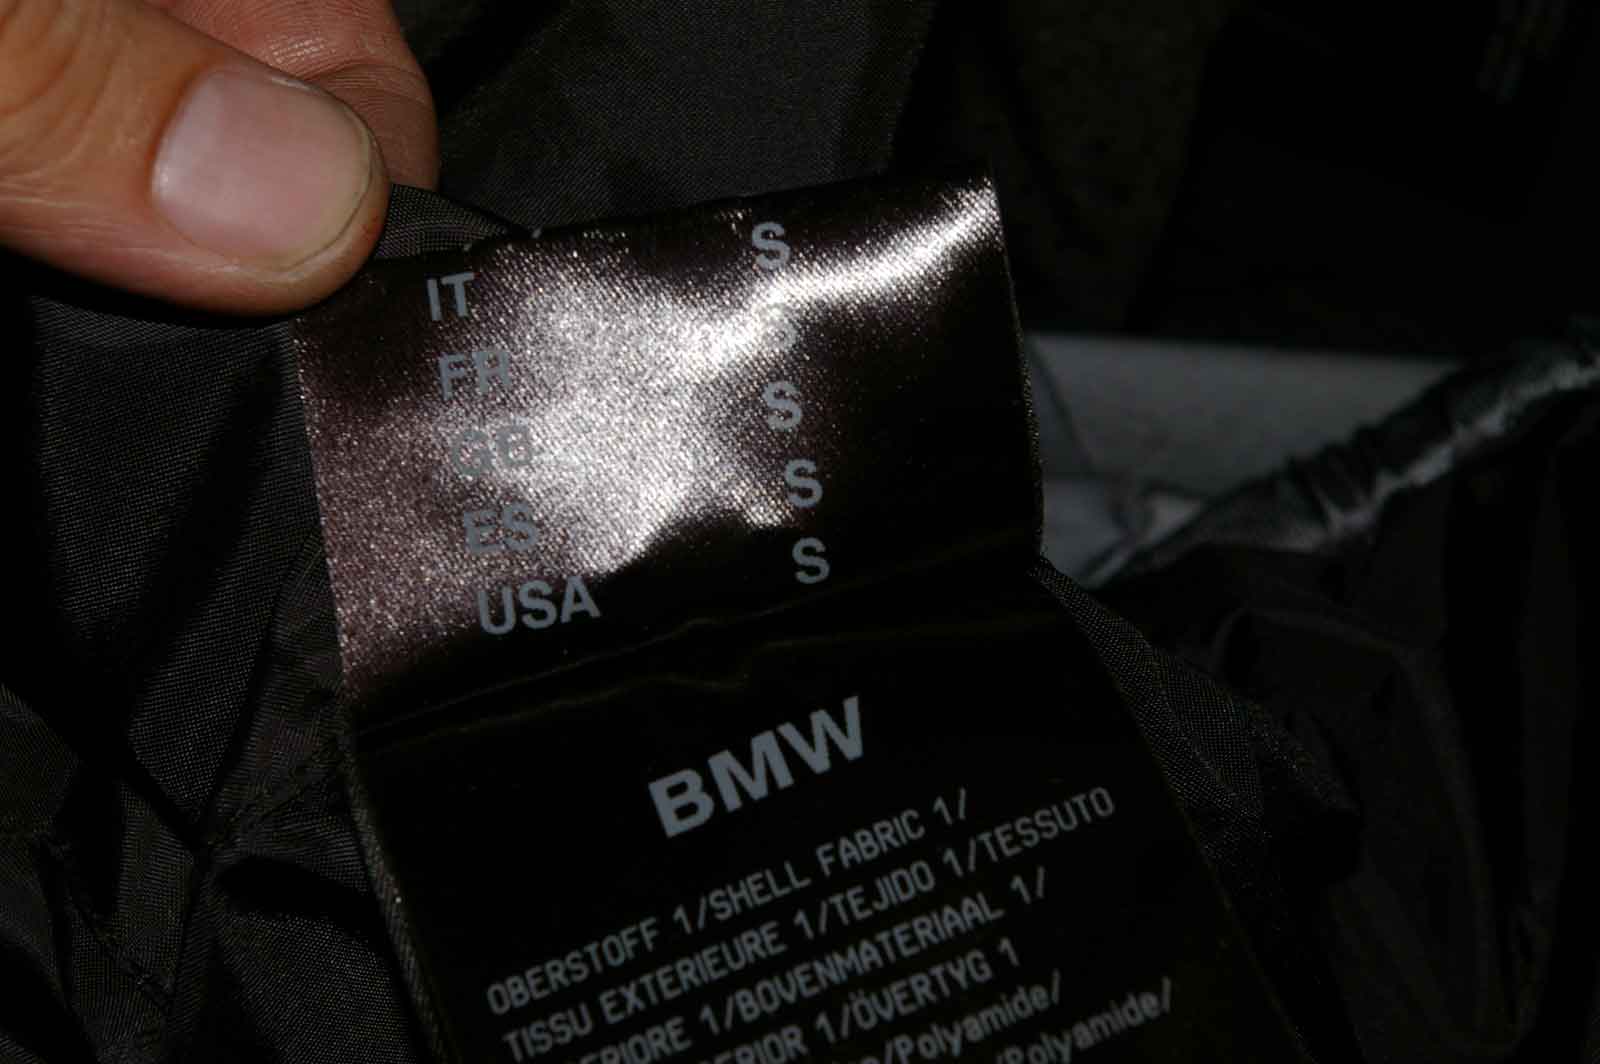 IT S
FR S
GB S
ES S
USA S
BMW
OBERSTOFF 1/SHELL FABRIC 1/
TISSU EXTERIEURE 1/TEJIDO 1/TESSUTO
1/BOVENMATERIAAL 1/
1/ÖVERTYG 1
/Polyamide/
/Polyamide/